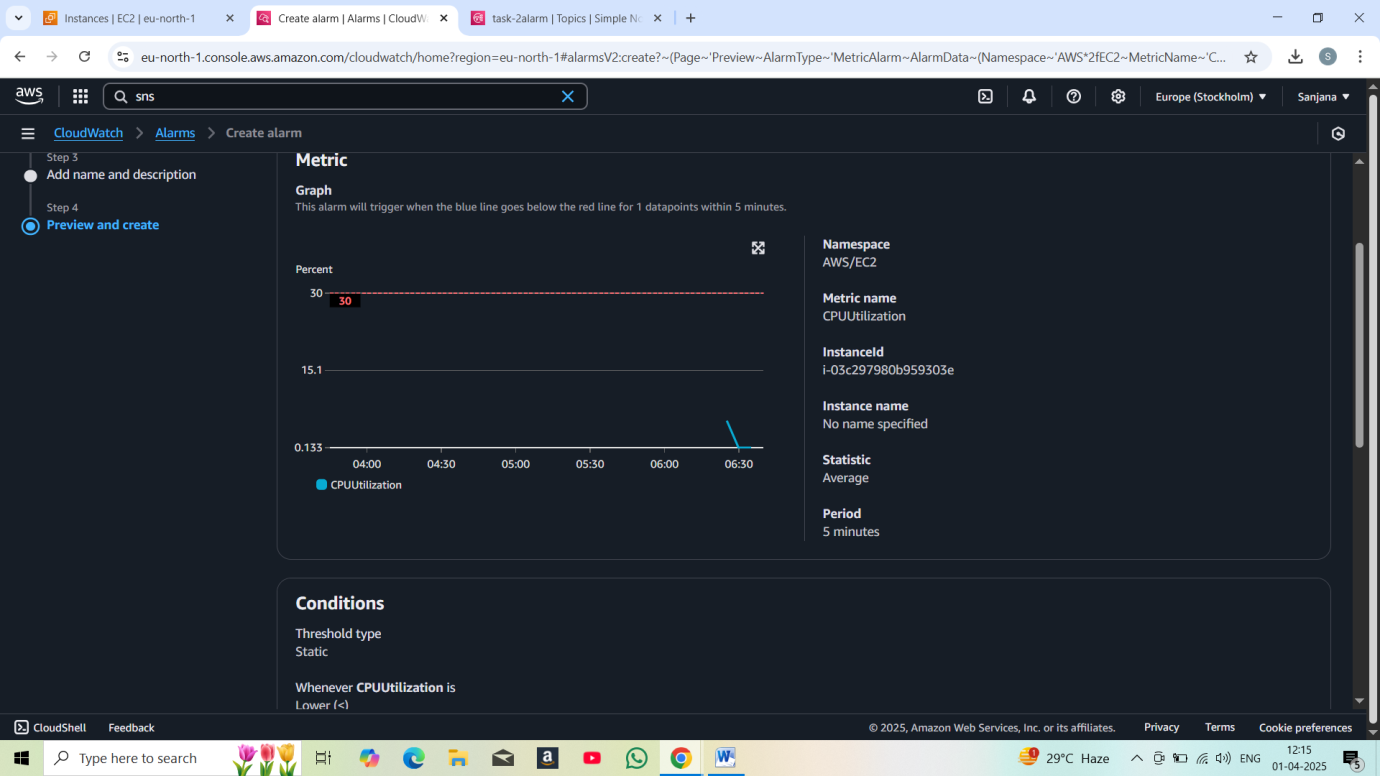 Instances | EC2 | eu-north-1
Create alarm | Alarms | CloudW
task-2alarm | Topics | Simple No
eu-north-1.console.aws.amazon.com/cloudwatch/home?region=eu-north-1#alarmsV2:create?~(Page~'Preview~AlarmType~'MetricAlarm~AlarmData~(Namespace~'AWS*2fEC2~MetricName~'C...
S
aws
sns
Europe (Stockholm)
Sanjana
CloudWatch
Alarms
Create alarm
Step 3
Add name and description
Step 4
Preview and create
Metric
Graph
This alarm will trigger when the blue line goes below the red line for 1 datapoints within 5 minutes.
Percent
30
30
15.1
0.133
04:00 04:30 05:00 05:30 06:00 06:30
CPUUtilization
Namespace
AWS/EC2
Metric name
CPUUtilization
InstanceId
i-03c297980b959303e
Instance name
No name specified
Statistic
Average
Period
5 minutes
Conditions
Threshold type
Static
Whenever CPUUtilization is
Lower (<)
CloudShell
Feedback
© 2025, Amazon Web Services, Inc. or its affiliates.
Privacy
Terms
Cookie preferences
Type here to search
a
W
1
29°C Haze
ENG
12:15
01-04-2025
5